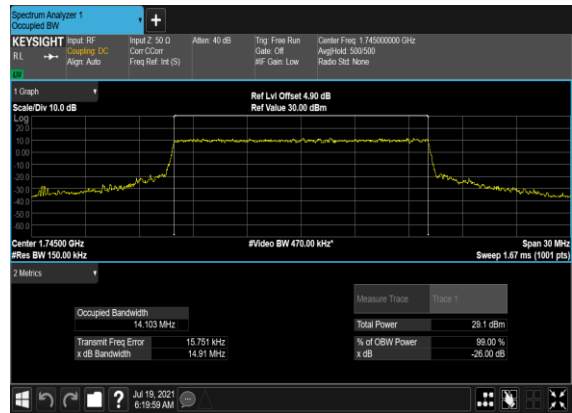 Spectrum Analyzer 1
Occupied BW
+
KEYSIGHT Input: RF Input Z: 50 Ω Atten: 40 dB Trig: Free Run Center Freq: 1.745000000 GHz
RL Coupling: DC Corr CCorr Gate: Off Avg|Hold: 500/500
Align: Auto Freq Ref: Int (S) #IF Gain: Low Radio Std: None
LW
1 Graph
Ref Lvl Offset 4.90 dB
Scale/Div 10.0 dB Ref Value 30.00 dBm
Log
20.0
10.0
0.00
-10.0
-20.0
-30.0
-40.0
-50.0
-60.0
Center 1.74500 GHz #Video BW 470.00 kHz* Span 30 MHz
#Res BW 150.00 kHz Sweep 1.67 ms (1001 pts)
2 Metrics
Measure Trace Trace 1
Occupied Bandwidth
14.103 MHz Total Power 29.1 dBm
Transmit Freq Error 15.751 kHz % of OBW Power 99.00 %
x dB Bandwidth 14.91 MHz x dB -26.00 dB
? Jul 19, 2021
6:19:59 AM